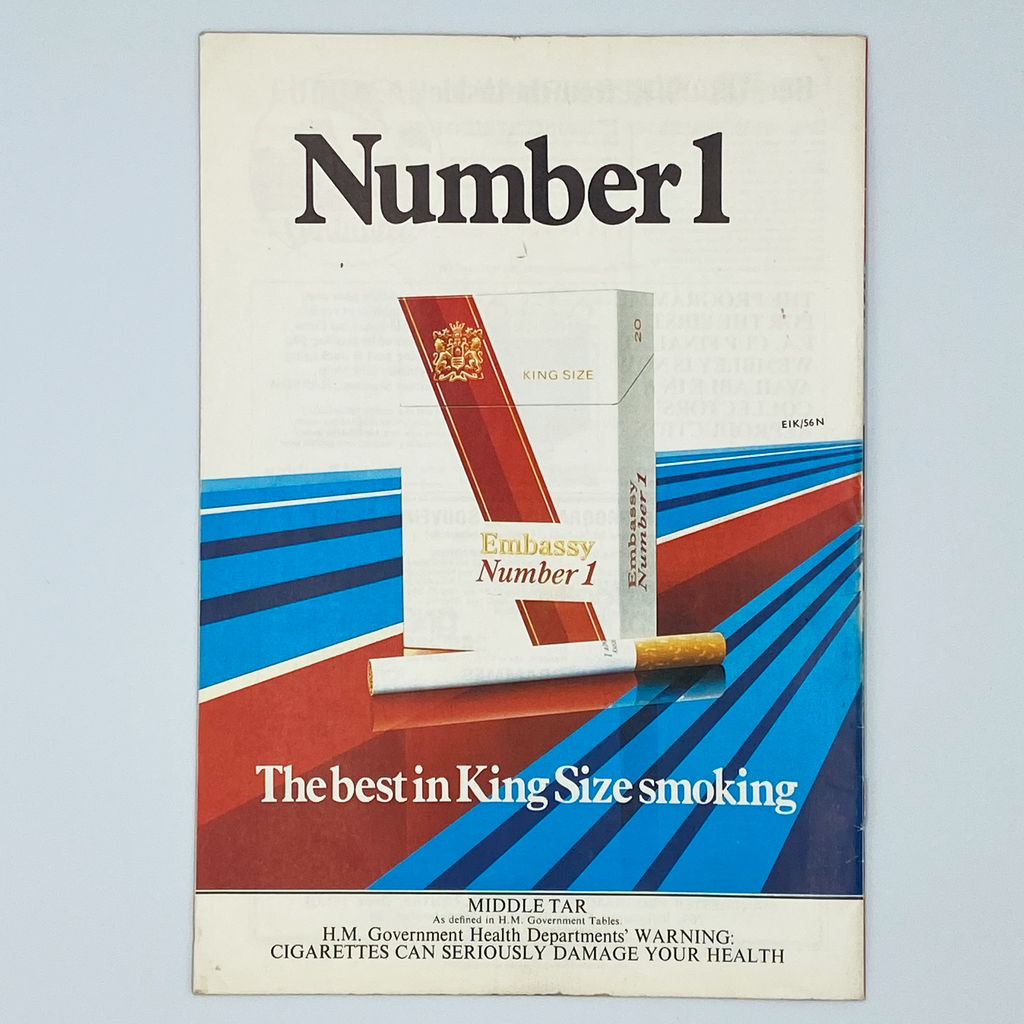 Number 1
20
KING SIZE
EIK/56N
Embassy
Number 1
Embassy
Number 1
The best in King Size smoking
MIDDLE TAR
As defined in H.M. Government Tables.
H.M. Government Health Departments' WARNING:
CIGARETTES CAN SERIOUSLY DAMAGE YOUR HEALTH